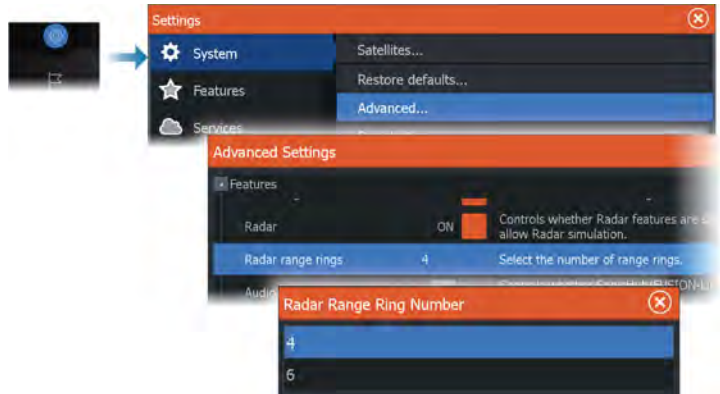 Settings
System
Satellites...
Restore defaults...
Features
Advanced...
Services
Advanced Settings
Features
Radar ON Controls whether Radar features are
allow Radar simulation.
Radar range rings 4 Select the number of range rings.
Audio
Radar Range Ring Number
4
6